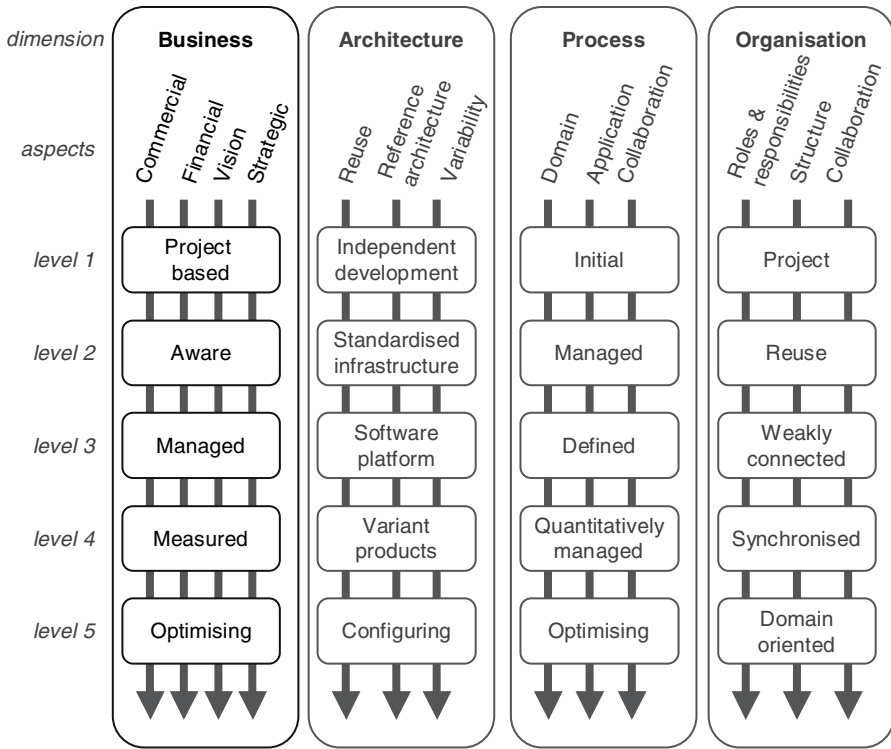 dimension
Business
Architecture
Process
Organisation
aspects
Commercial
Financial
Vision
Strategic
Reuse
Reference
architecture
Variability
Domain
Application
Collaboration
Roles &
responsibilities
Structure
Collaboration
level 1
Project
based
Independent
development
Initial
Project
level 2
Aware
Standardised
infrastructure
Managed
Reuse
level 3
Managed
Software
platform
Defined
Weakly
connected
level 4
Measured
Variant
products
Quantitatively
managed
Synchronised
level 5
Optimising
Configuring
Optimising
Domain
oriented